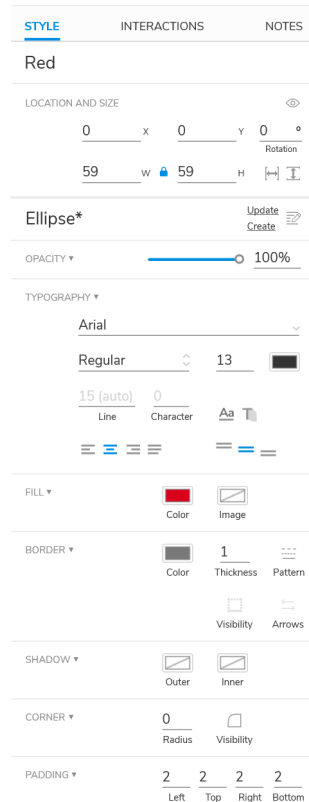 STYLE INTERACTIONS NOTES
Red
LOCATION AND SIZE
0 X 0 Y 0 °
Rotation
59 W 59 H
Ellipse* Update
Create
OPACITY ▾ 100%
TYPOGRAPHY ▾
Arial
Regular 13
15 (auto) 0
Line Character Aa T
FILL ▾
Color Image
BORDER ▾ 1
Color Thickness Pattern
Visibility Arrows
SHADOW ▾
Outer Inner
CORNER ▾ 0
Radius Visibility
PADDING ▾ 2 2 2 2
Left Top Right Bottom